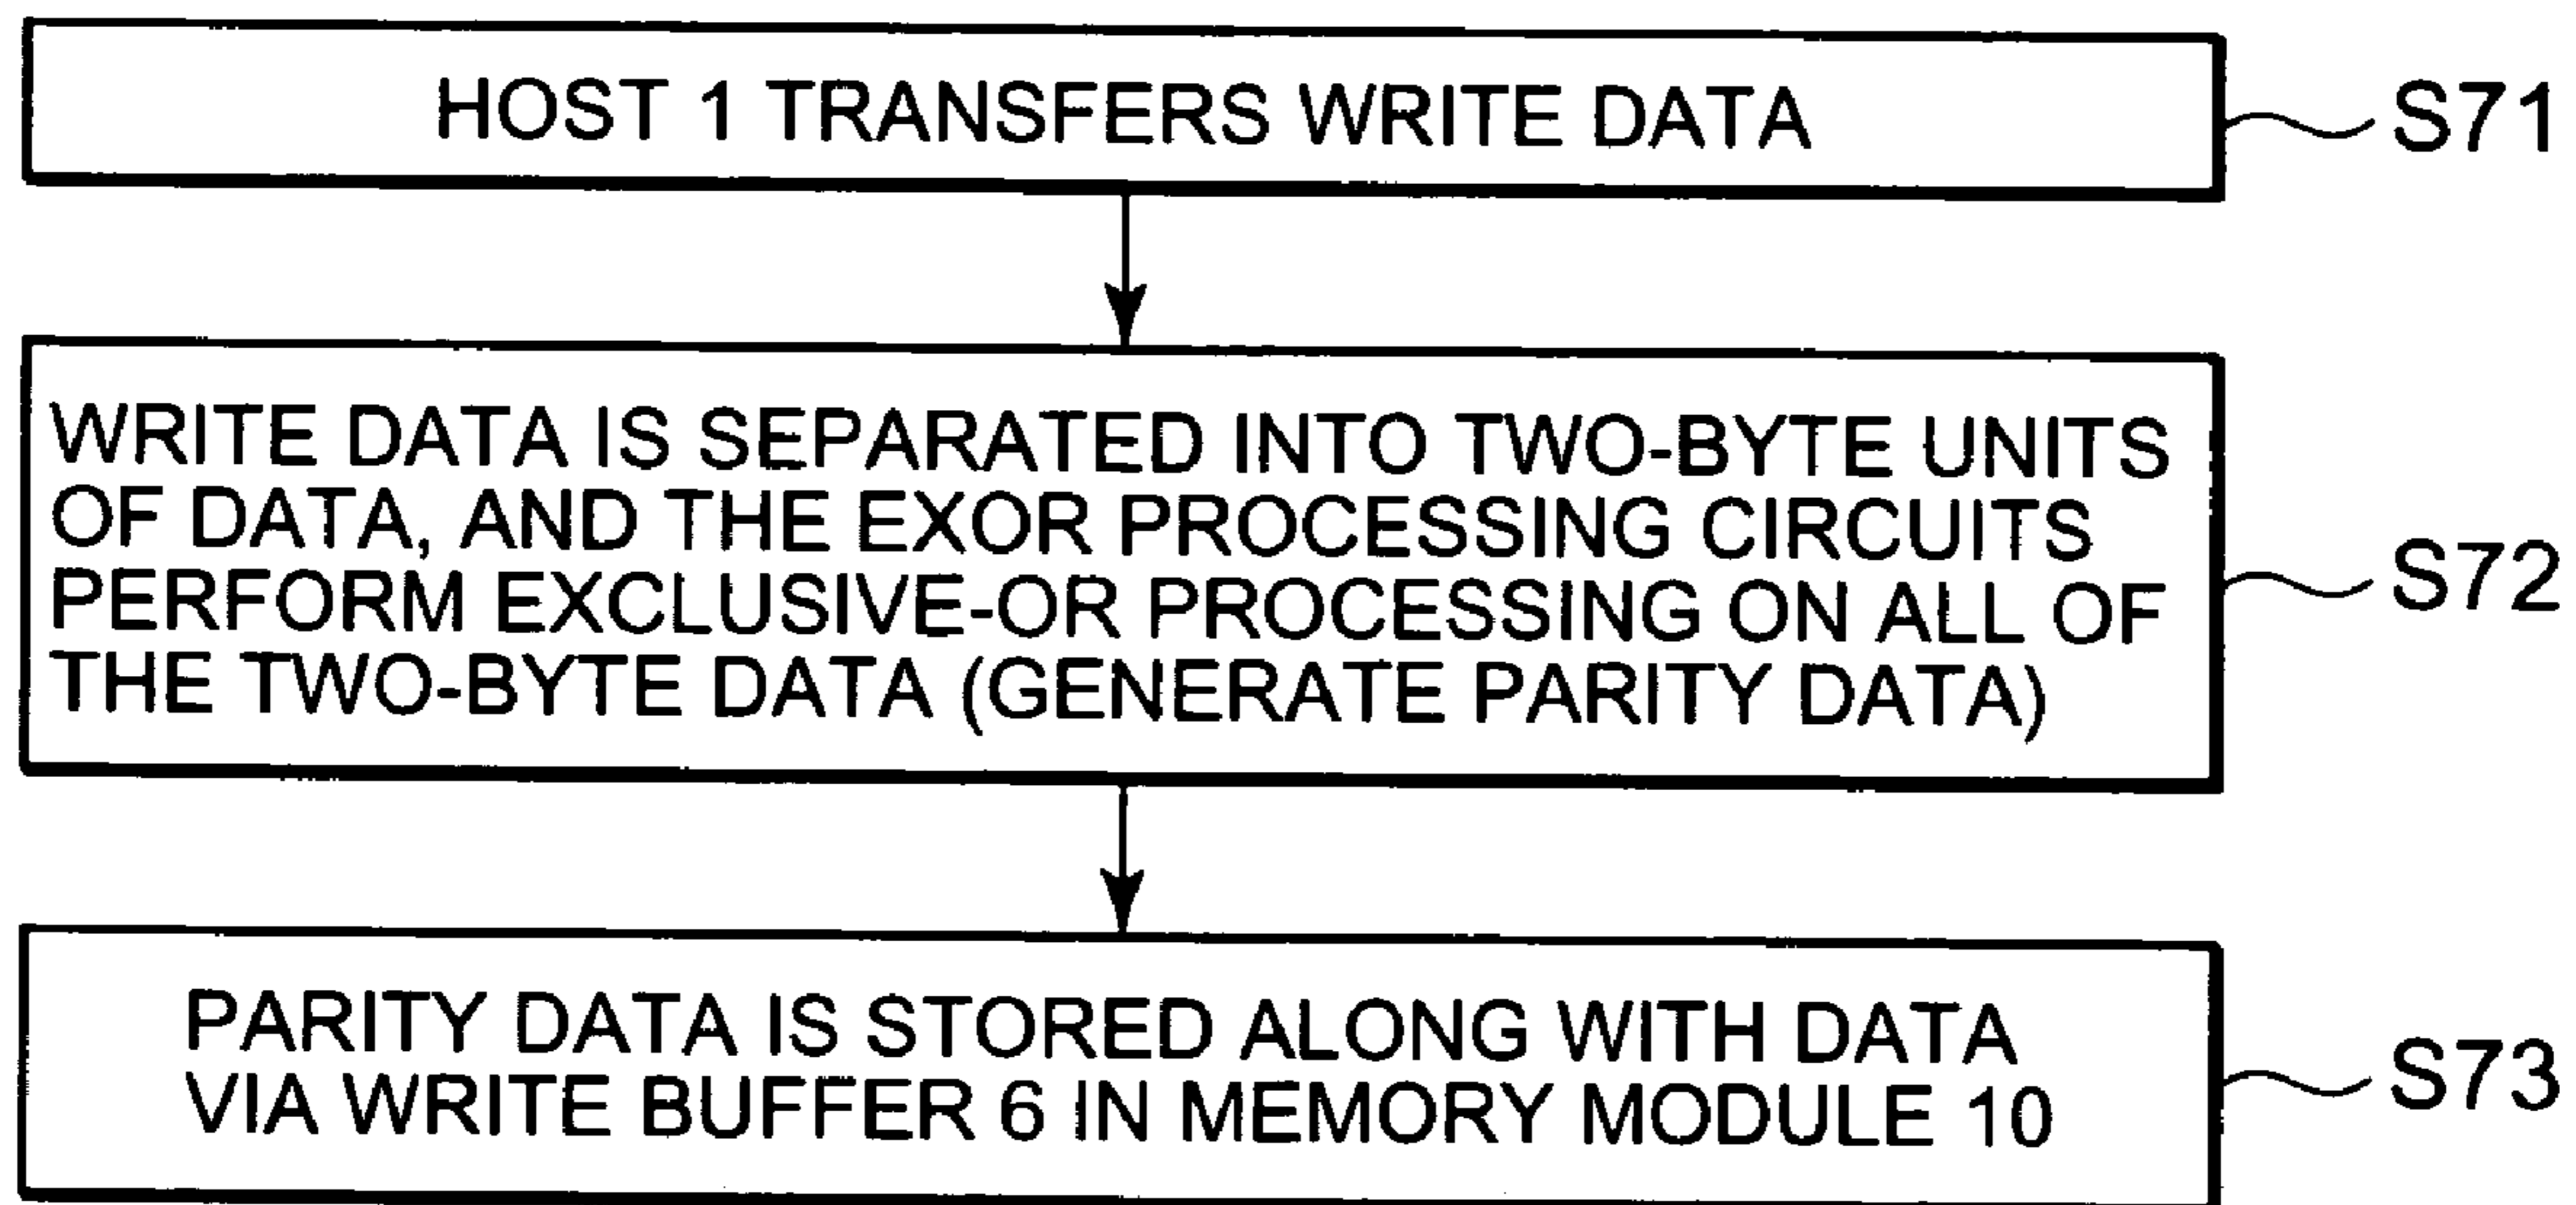 HOST 1 TRANSFERS WRITE DATA
S71
WRITE DATA IS SEPARATED INTO TWO-BYTE UNITS
OF DATA, AND THE EXOR PROCESSING CIRCUITS
PERFORM EXCLUSIVE-OR PROCESSING ON ALL OF
THE TWO-BYTE DATA (GENERATE PARITY DATA)
S72
PARITY DATA IS STORED ALONG WITH DATA
VIA WRITE BUFFER 6 IN MEMORY MODULE 10
S73